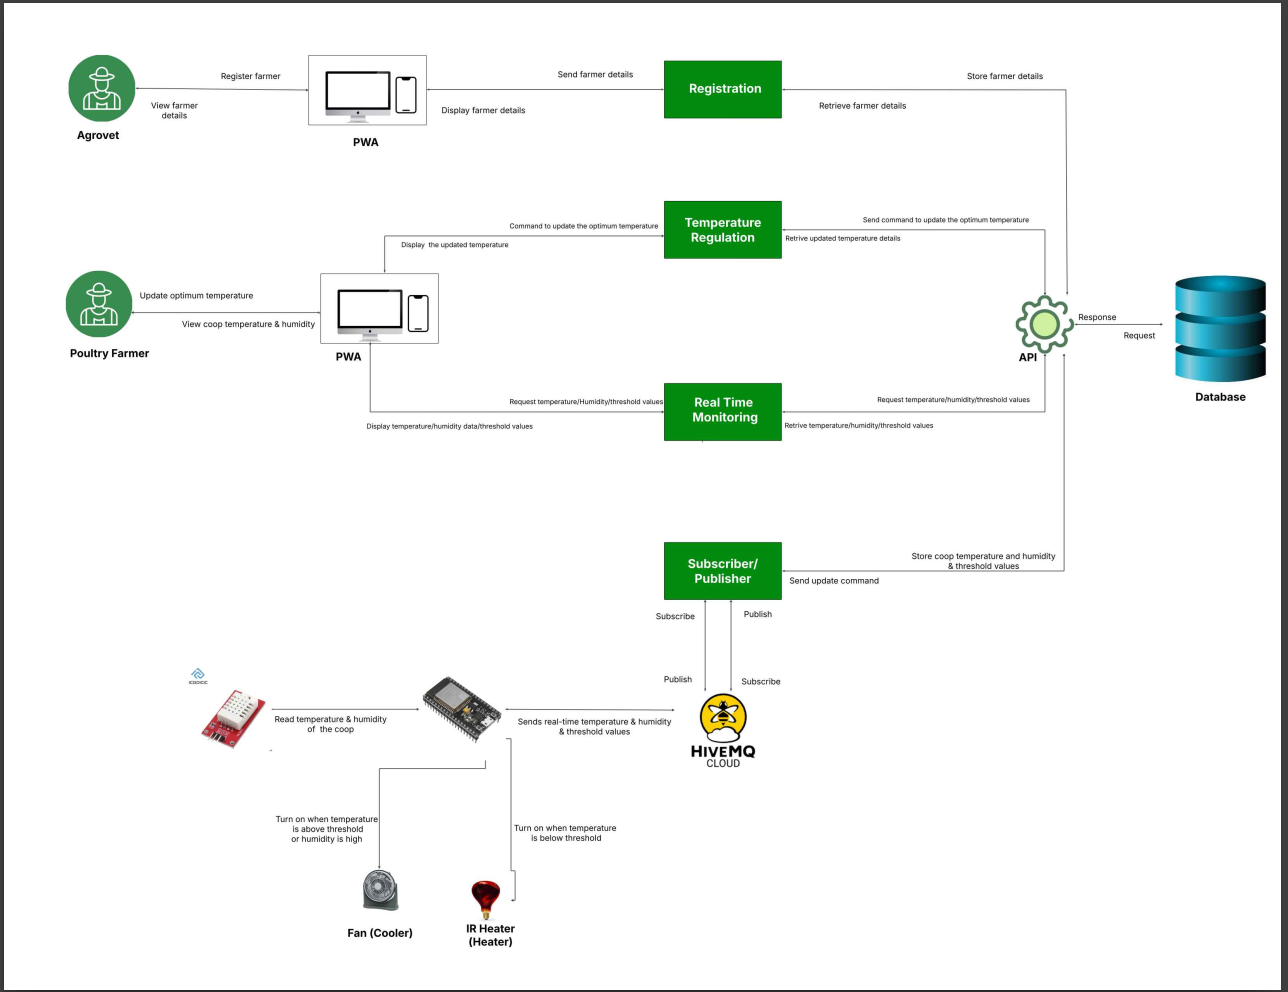 Register farmer
View farmer
details
Agrovet
PWA
Send farmer details
Display farmer details
Registration
Store farmer details
Retrieve farmer details
Command to update the optimum temperature
Display the updated temperature
Temperature
Regulation
Send command to update the optimum temperature
Retrive updated temperature details
Update optimum temperature
View coop temperature & humidity
Poultry Farmer
PWA
API
Response
Request
Database
Request temperature/Humidity/threshold values
Display temperature/humidity data/threshold values
Real Time
Monitoring
Request temperature/humidity/threshold values
Retrive temperature/humidity/threshold values
Subscriber/
Publisher
Store coop temperature and humidity
& threshold values
Send update command
Subscribe
Publish
Publish
Subscribe
HIVEMQ
CLOUD
Read temperature & humidity
of the coop
Sends real-time temperature & humidity
& threshold values
Turn on when temperature
is above threshold
or humidity is high
Turn on when temperature
is below threshold
Fan (Cooler)
IR Heater
(Heater)